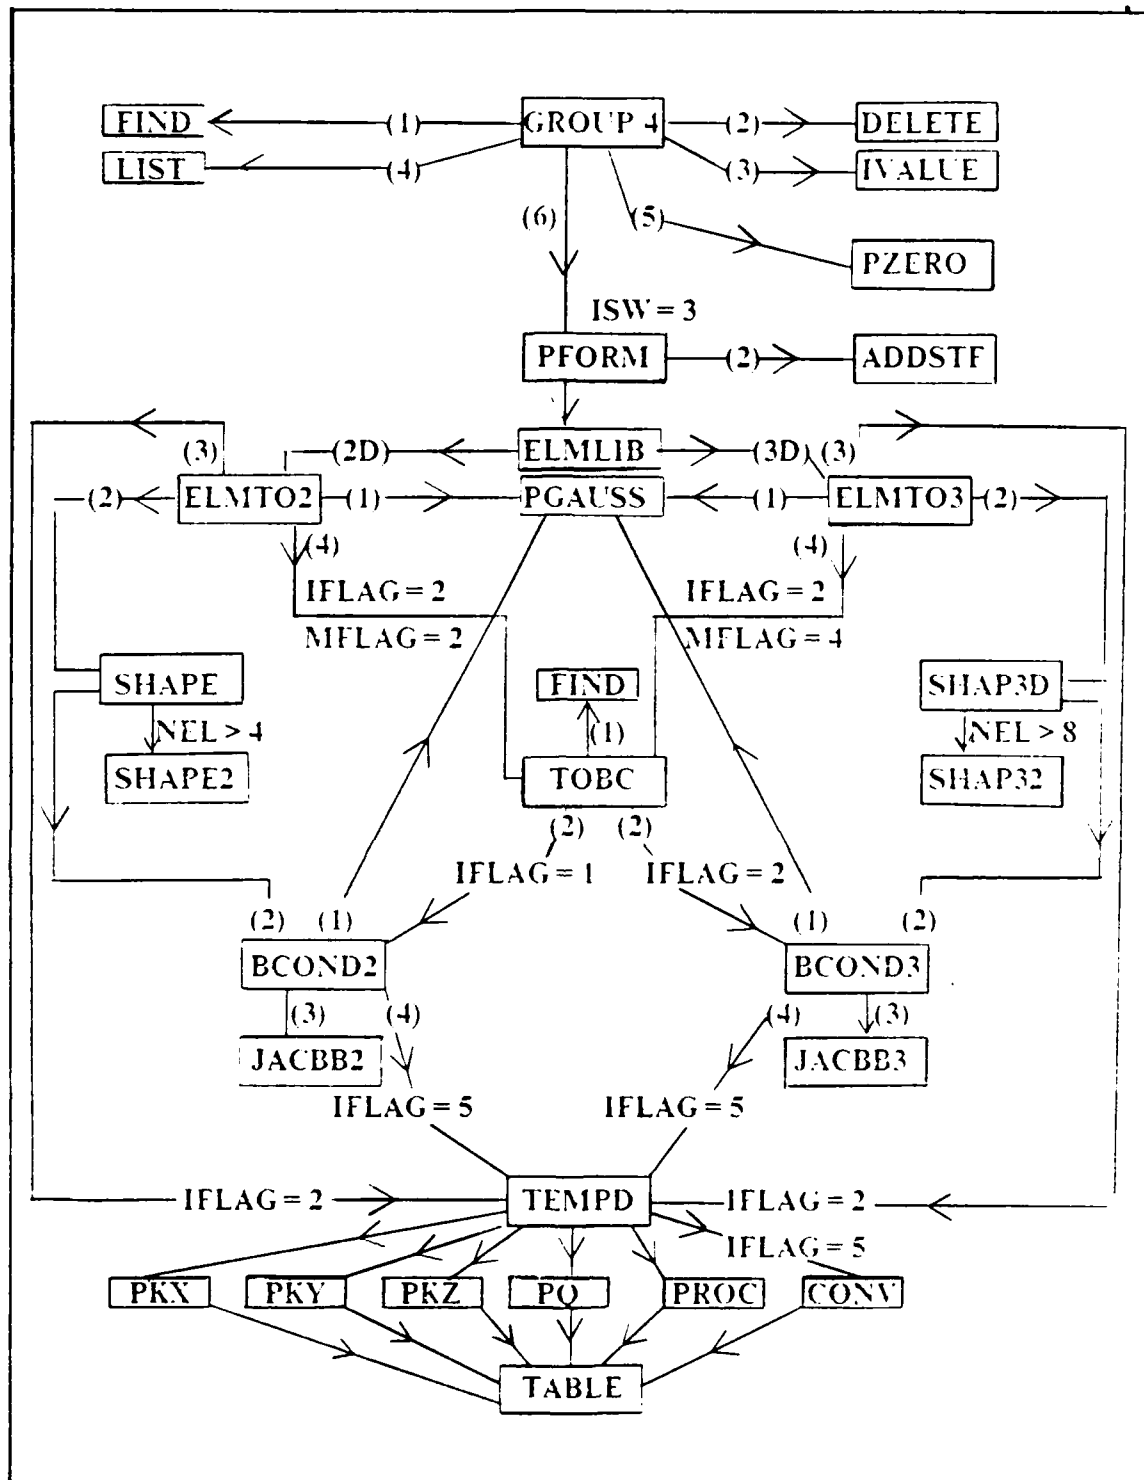 FIND (1) GROUP 4 (2) DELETE
LIST (4) (3) IVALUE
(6) (5)
PZERO
ISW = 3
PFORM (2) ADDSTF
(3) (2D) ELMLIB (3D) (3)
(2) ELMTO2 (1) PGAUSS (1) ELMTO3 (2)
(4) (4)
IFLAG = 2 IFLAG = 2
MFLAG = 2 MFLAG = 4
SHAPE FIND SHAP3D
NEL > 4 (1) NEL > 8
SHAPE2 TOBC SHAP32
(2) (2)
IFLAG = 1 IFLAG = 2
(2) (1) (1) (2)
BCOND2 BCOND3
(3) (4) (4) (3)
JACBB2 JACBB3
IFLAG = 5 IFLAG = 5
IFLAG = 2 TEMPD IFLAG = 2
IFLAG = 5
PKX PKY PKZ PQ PROC CONV
TABLE